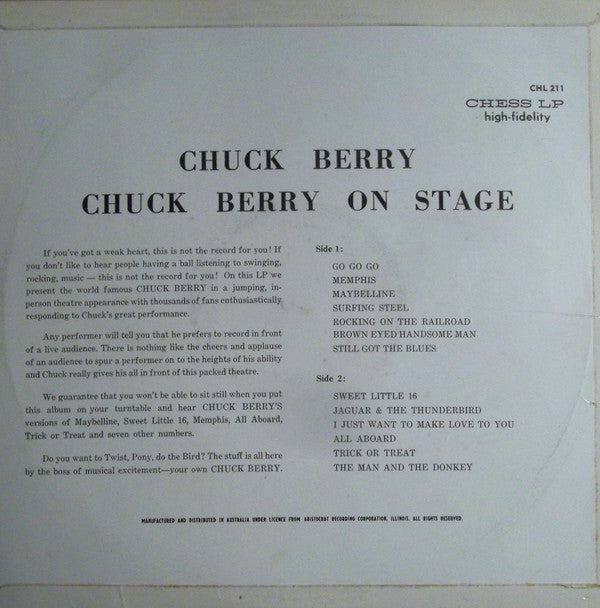 CHL 211
CHESS LP
high-fidelity
CHUCK BERRY
CHUCK BERRY ON STAGE
If you've got a weak heart, this is not the record for you! If
you don't like to hear people having a ball listening to swinging,
rocking, music — this is not the record for you! On this LP we
present the world famous CHUCK BERRY in a jumping, in-
person theatre appearance with thousands of fans enthusiastically
responding to Chuck's great performance.
Any performer will tell you that he prefers to record in front
of a live audience. There is nothing like the cheers and applause
of an audience to spur a performer on to the heights of his ability
and Chuck really gives his all in front of this packed theatre.
We guarantee that you won't be able to sit still when you put
this album on your turntable and hear CHUCK BERRY'S
versions of Maybelline, Sweet Little 16, Memphis, All Aboard,
Trick or Treat and seven other numbers.
Do you want to Twist, Pony, do the Bird? The stuff is all here
by the boss of musical excitement—your own CHUCK BERRY.
Side 1:
GO GO GO
MEMPHIS
MAYBELLINE
SURFING STEEL
ROCKING ON THE RAILROAD
BROWN EYED HANDSOME MAN
STILL GOT THE BLUES
Side 2:
SWEET LITTLE 16
JAGUAR & THE THUNDERBIRD
I JUST WANT TO MAKE LOVE TO YOU
ALL ABOARD
TRICK OR TREAT
THE MAN AND THE DONKEY
MANUFACTURED AND DISTRIBUTED IN AUSTRALIA UNDER LICENCE FROM ARISTOCRAT RECORDING CORPORATION, ILLINOIS. ALL RIGHTS RESERVED.